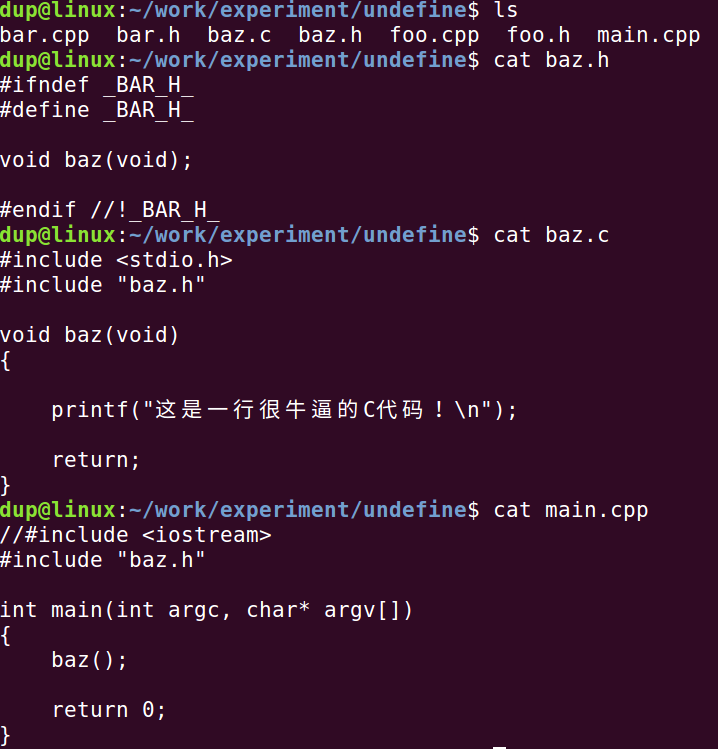 dup@linux:~/work/experiment/undefine$ ls
bar.cpp  bar.h  baz.c  baz.h  foo.cpp  foo.h  main.cpp
dup@linux:~/work/experiment/undefine$ cat baz.h
#ifndef _BAR_H_
#define _BAR_H_
void baz(void);
#endif //!_BAR_H_
dup@linux:~/work/experiment/undefine$ cat baz.c
#include <stdio.h>
#include "baz.h"
void baz(void)
{
    printf("这是一行很牛逼的C代码！\n");
    return;
}
dup@linux:~/work/experiment/undefine$ cat main.cpp
//#include <iostream>
#include "baz.h"
int main(int argc, char* argv[])
{
    baz();
    return 0;
}